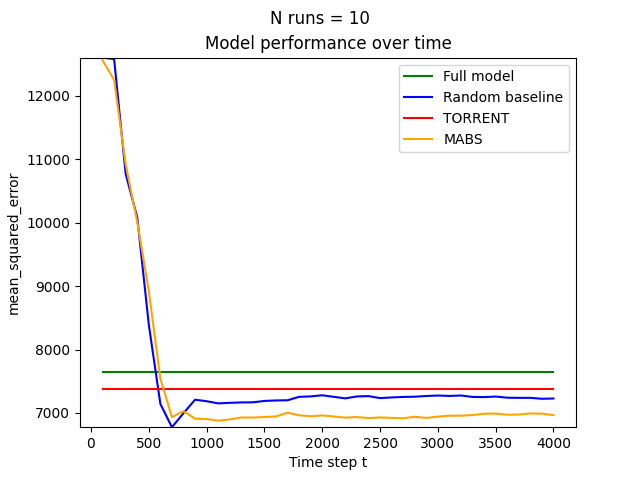 N runs = 10
Model performance over time
Full model
Random baseline
TORRENT
MABS
mean_squared_error
12000
11000
10000
9000
8000
7000
0
500
1000
1500
2000
2500
3000
3500
4000
Time step t